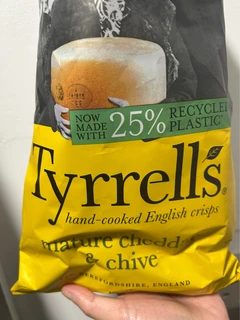 NOW
MADE
WITH
25%
RECYCLED
PLASTIC*
Tyrrells®
hand-cooked English crisps
mature cheddar
& chive
HEREFORDSHIRE, ENGLAND